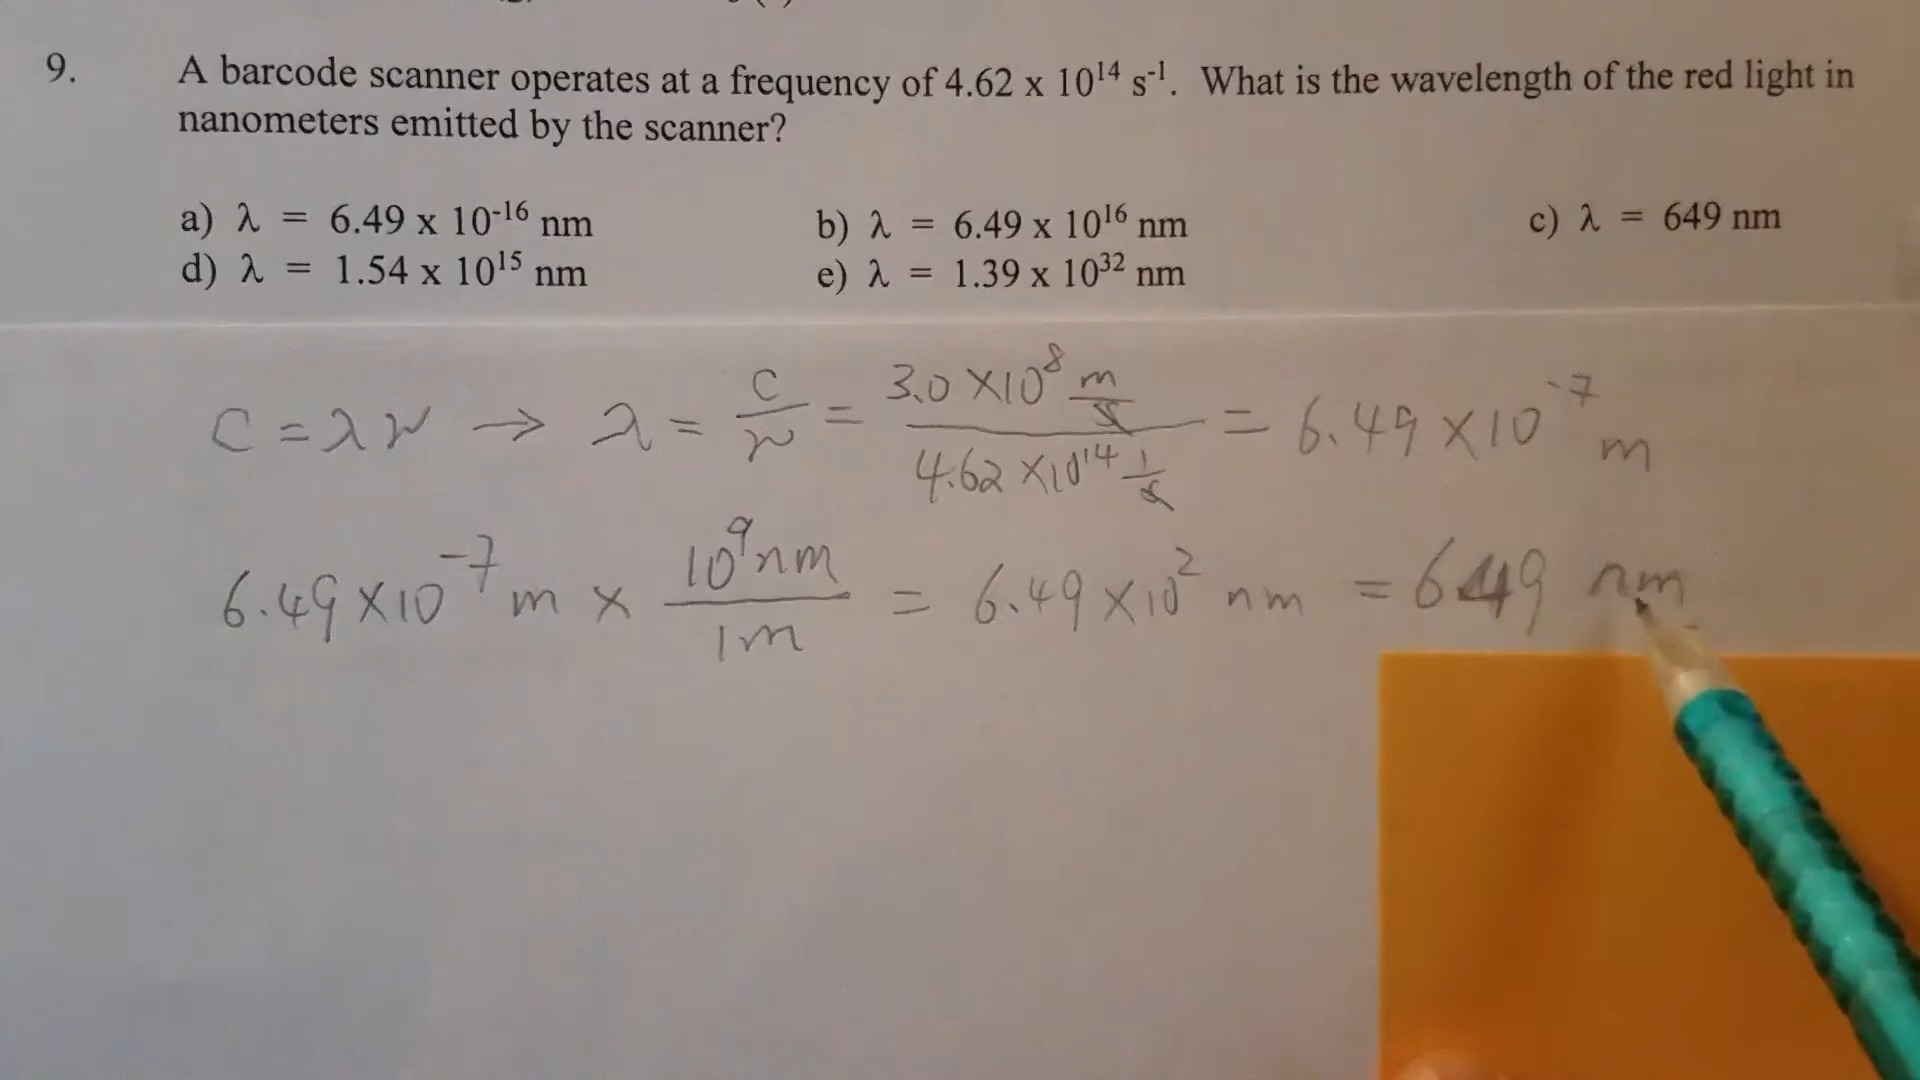 9. A barcode scanner operates at a frequency of 4.62 x 10¹⁴ s⁻¹. What is the wavelength of the red light in
nanometers emitted by the scanner?
a) λ = 6.49 x 10⁻¹⁶ nm b) λ = 6.49 x 10¹⁶ nm c) λ = 649 nm
d) λ = 1.54 x 10¹⁵ nm e) λ = 1.39 x 10³² nm
C = λν → λ = C/ν = (3.0 × 10⁸ m/s)/(4.62 × 10¹⁴ 1/s) = 6.49 × 10⁻⁷ m
6.49 × 10⁻⁷ m × 10⁹ nm/1 m = 6.49 × 10² nm = 649 nm